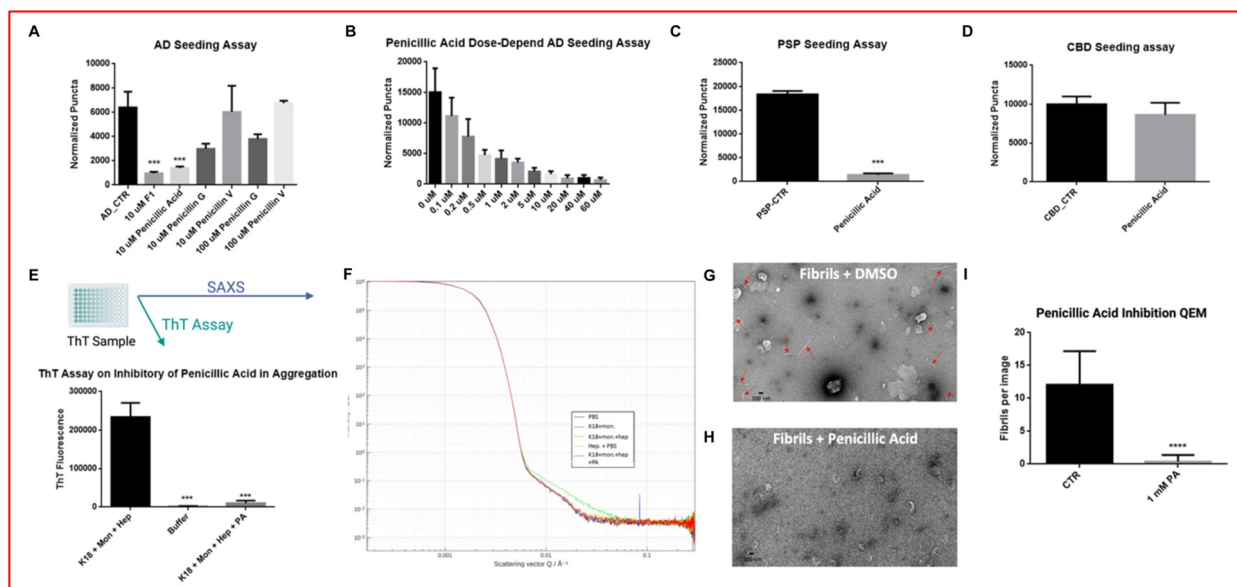 A
AD Seeding Assay
Normalized Puncta
10000
8000
6000
4000
2000
0
***
***
AD_CTR
10 uM F1
10 uM Penicillic Acid
10 uM Penicillin G
10 uM Penicillin V
100 uM Penicillin G
100 uM Penicillin V
B
Penicillic Acid Dose-Depend AD Seeding Assay
Normalized Puncta
20000
15000
10000
5000
0
0 uM
0.1 uM
0.2 uM
0.5 uM
1 uM
2 uM
5 uM
10 uM
20 uM
40 uM
60 uM
C
PSP Seeding Assay
Normalized Puncta
20000
15000
10000
5000
0
***
PSP-CTR
Penicillic Acid
D
CBD Seeding assay
Normalized Puncta
20000
15000
10000
5000
0
CBD_CTR
Penicillic Acid
E
SAXS
ThT Assay
ThT Sample
ThT Assay on Inhibitory of Penicillic Acid in Aggregation
ThT Fluorescence
300000
200000
100000
0
***
***
K18 + Mon + Hep
Buffer
K18 + Mon + Hep + PA
F
PBS
K18+mon.
K18+mon.+hep
Hep. + PBS
K18+mon.+hep
+PA
0.001
0.01
0.1
Scattering vector Q / Å⁻¹
G
Fibrils + DMSO
100 nm
H
Fibrils + Penicillic Acid
I
Penicillic Acid Inhibition QEM
Fibrils per image
20
15
10
5
0
****
CTR
1 mM PA